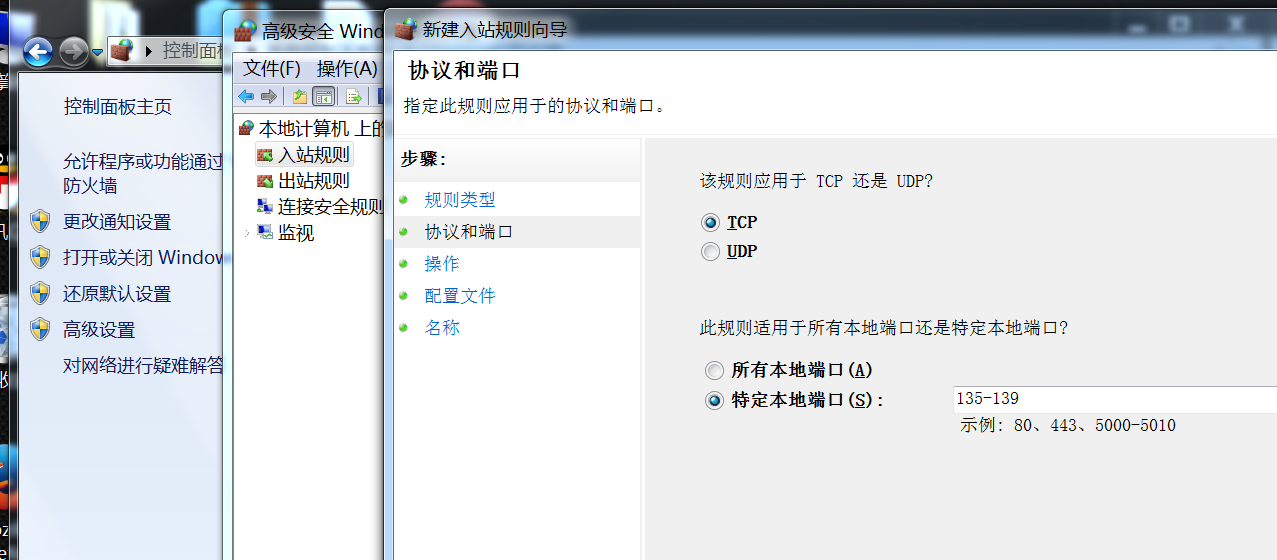 控制面板
控制面板主页
允许程序或功能通过
防火墙
更改通知设置
打开或关闭 Window
还原默认设置
高级设置
对网络进行疑难解答
高级安全 Wind
文件(F) 操作(A)
本地计算机 上的
入站规则
出站规则
连接安全规则
监视
新建入站规则向导
协议和端口
指定此规则应用于的协议和端口。
步骤:
规则类型
协议和端口
操作
配置文件
名称
该规则应用于 TCP 还是 UDP?
TCP
UDP
此规则适用于所有本地端口还是特定本地端口?
所有本地端口(A)
特定本地端口(S): 135-139
示例: 80、443、5000-5010